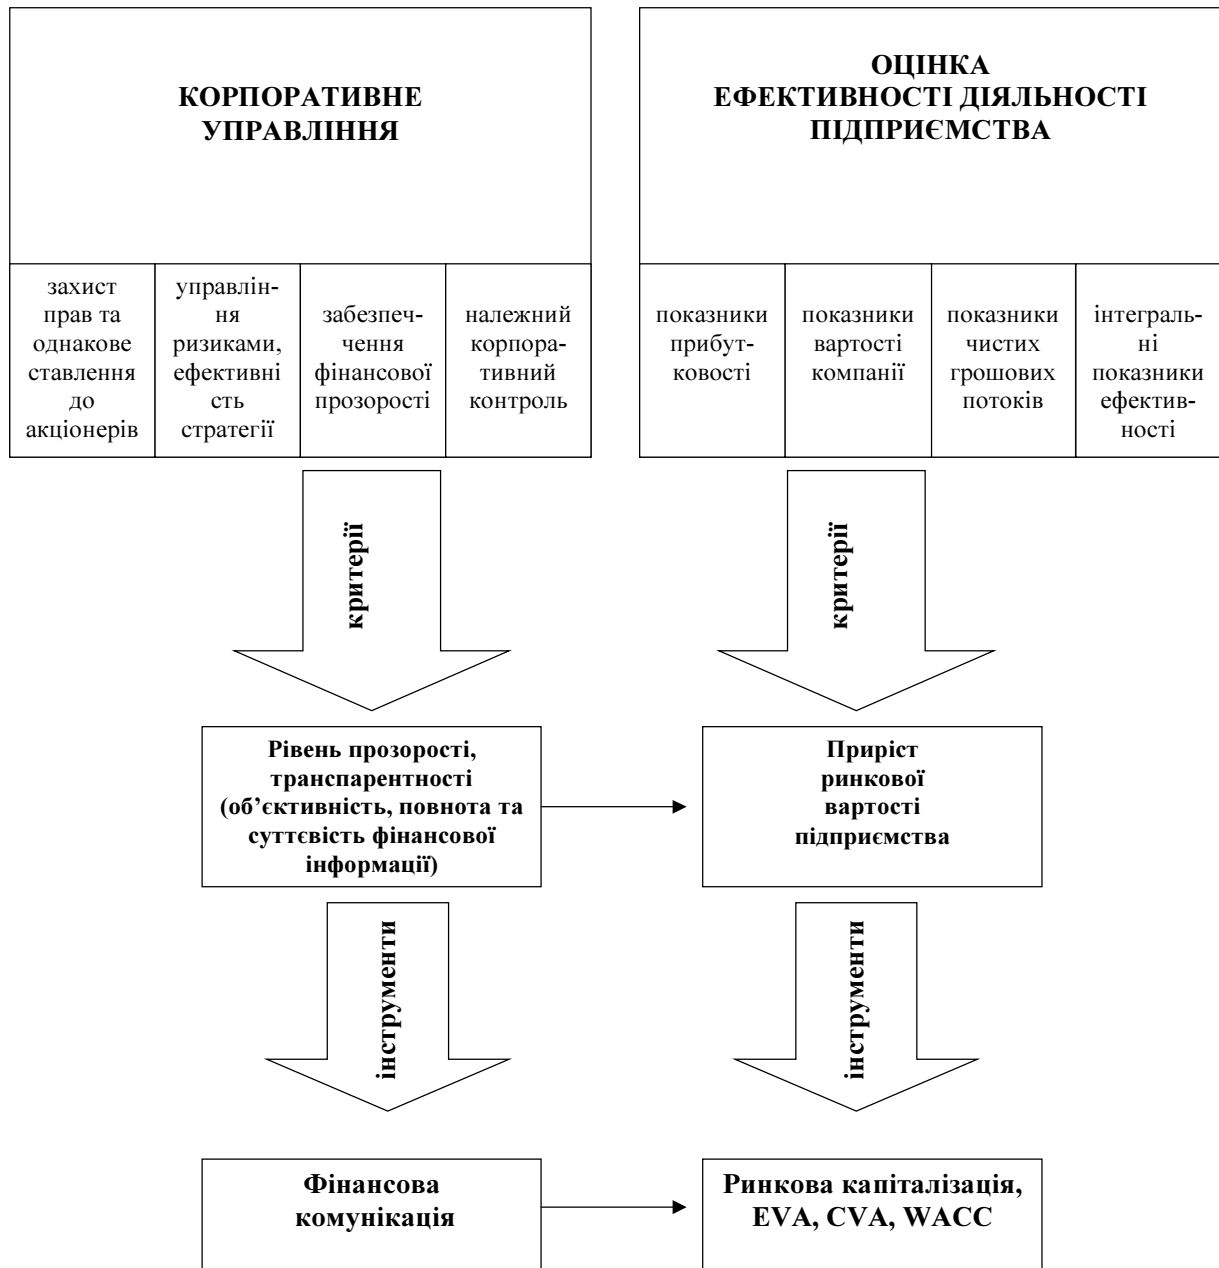 КОРПОРАТИВНЕ
УПРАВЛІННЯ
ОЦІНКА
ЕФЕКТИВНОСТІ ДІЯЛЬНОСТІ
ПІДПРИЄМСТВА
захист
прав та
однакове
ставлення
до
акціонерів
управлін-
ня
ризиками,
ефективні
сть
стратегії
забезпе-
чення
фінансової
прозорості
належний
корпора-
тивний
контроль
показники
прибут-
ковості
показники
вартості
компанії
показники
чистих
грошових
потоків
інтеграль-
ні
показники
ефектив-
ності
критерії
критерії
Рівень прозорості,
транспарентності
(об’єктивність, повнота та
суттєвість фінансової
інформації)
Приріст
ринкової
вартості
підприємства
інструменти
інструменти
Фінансова
комунікація
Ринкова капіталізація,
EVA, CVA, WACC